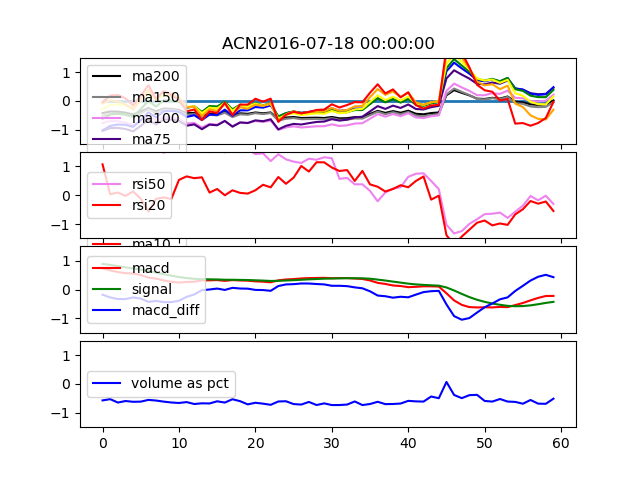 ACN2016-07-18 00:00:00
1
0
−1
ma200
ma150
ma100
ma75
1
0
−1
rsi50
rsi20
ma10
1
0
−1
macd
signal
macd_diff
1
0
−1
volume as pct
0 10 20 30 40 50 60